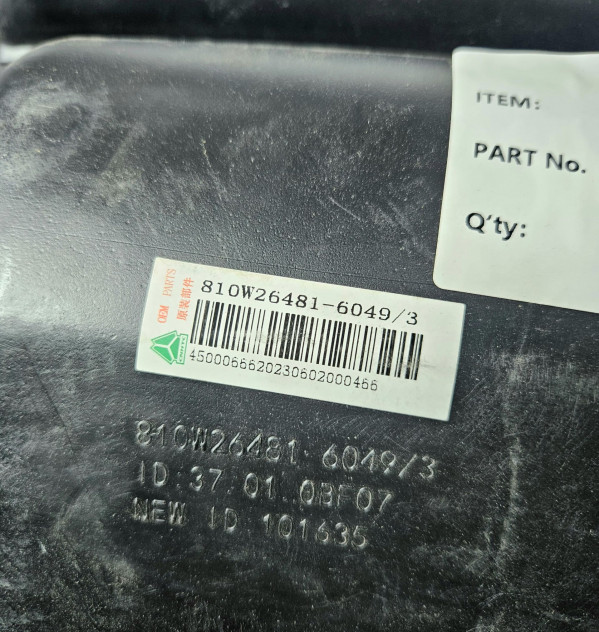 ITEM:
PART No.
Q'ty:
OEM PARTS
原装部件
810W26481-6049/3
4500066620230602000466
810W26481-6049/3
ID:37.01.0BF07
NEW ID 101635